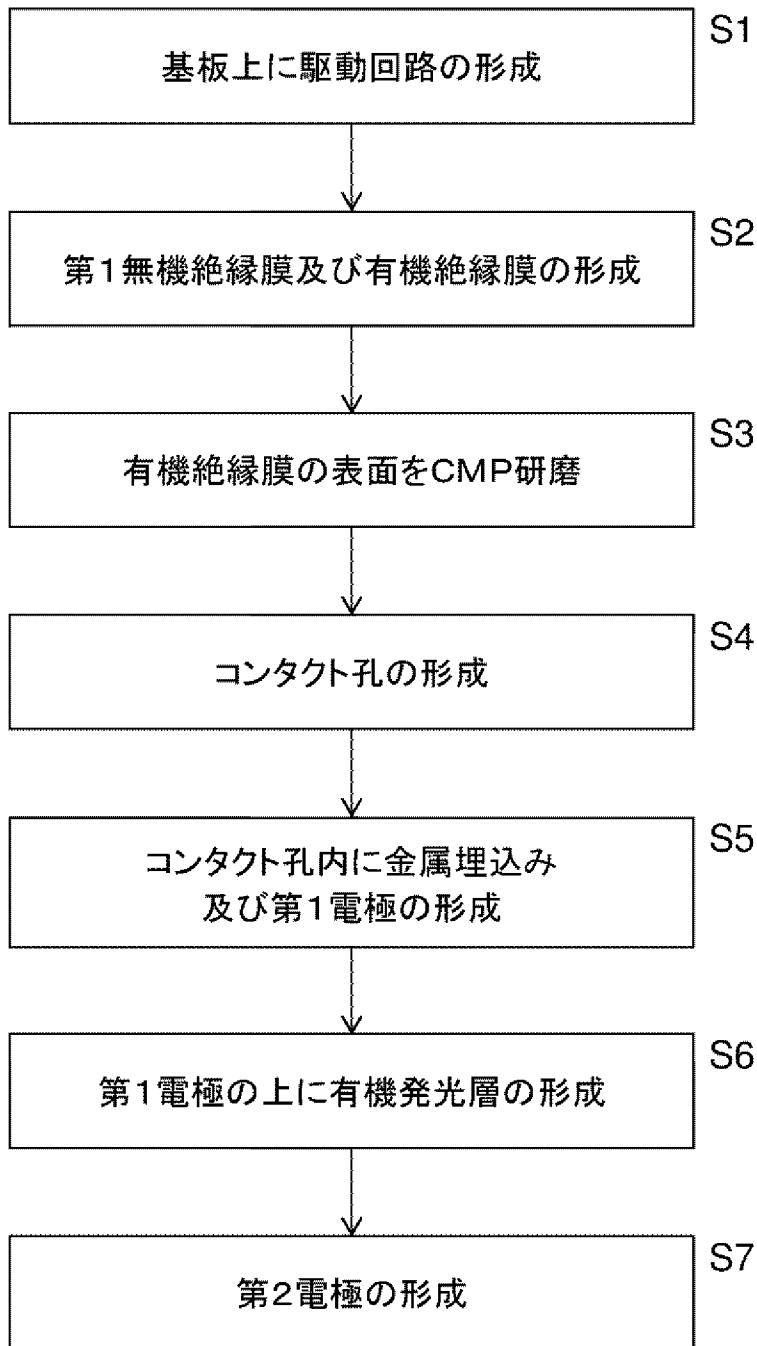 S1
基板上に駆動回路の形成
S2
第1無機絶縁膜及び有機絶縁膜の形成
S3
有機絶縁膜の表面をCMP研磨
S4
コンタクト孔の形成
S5
コンタクト孔内に金属埋込み
及び第1電極の形成
S6
第1電極の上に有機発光層の形成
S7
第2電極の形成